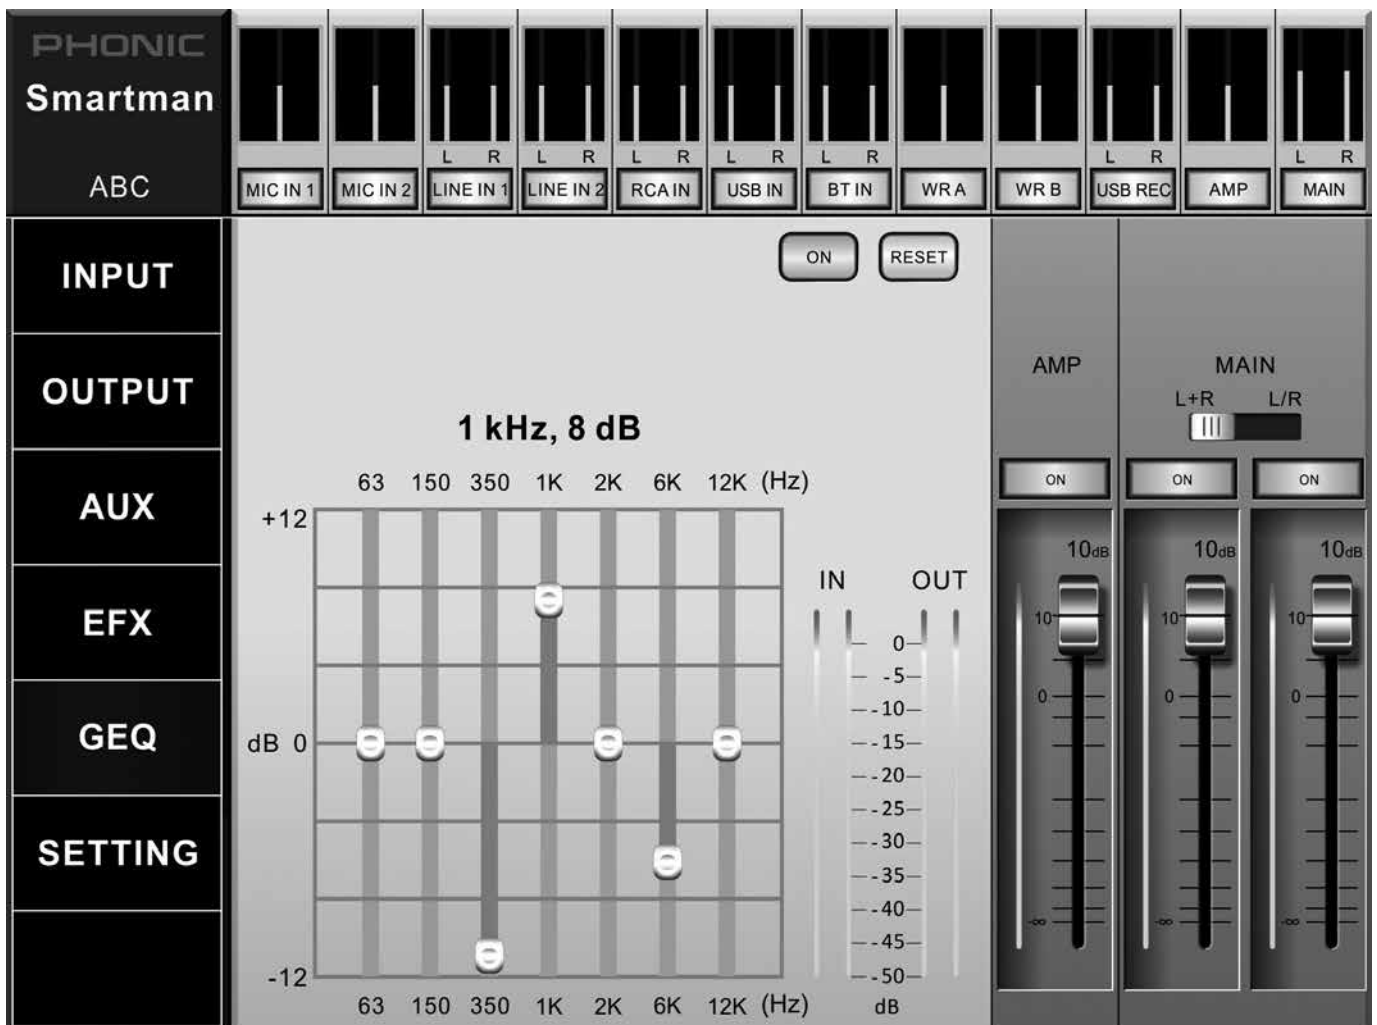 PHONIC
Smartman
ABC
L R L R L R L R L R L R L R
MIC IN 1 MIC IN 2 LINE IN 1 LINE IN 2 RCA IN USB IN BT IN WR A WR B USB REC AMP MAIN
INPUT
OUTPUT
AUX
EFX
GEQ
SETTING
ON RESET
1 kHz, 8 dB
63 150 350 1K 2K 6K 12K (Hz)
+12
dB 0
-12
63 150 350 1K 2K 6K 12K (Hz)
IN OUT
0
-5
-10
-15
-20
-25
-30
-35
-40
-45
-50
dB
AMP MAIN
L+R L/R
ON ON ON
10dB 10dB 10dB
10 10 10
0 0 0
-∞ -∞ -∞